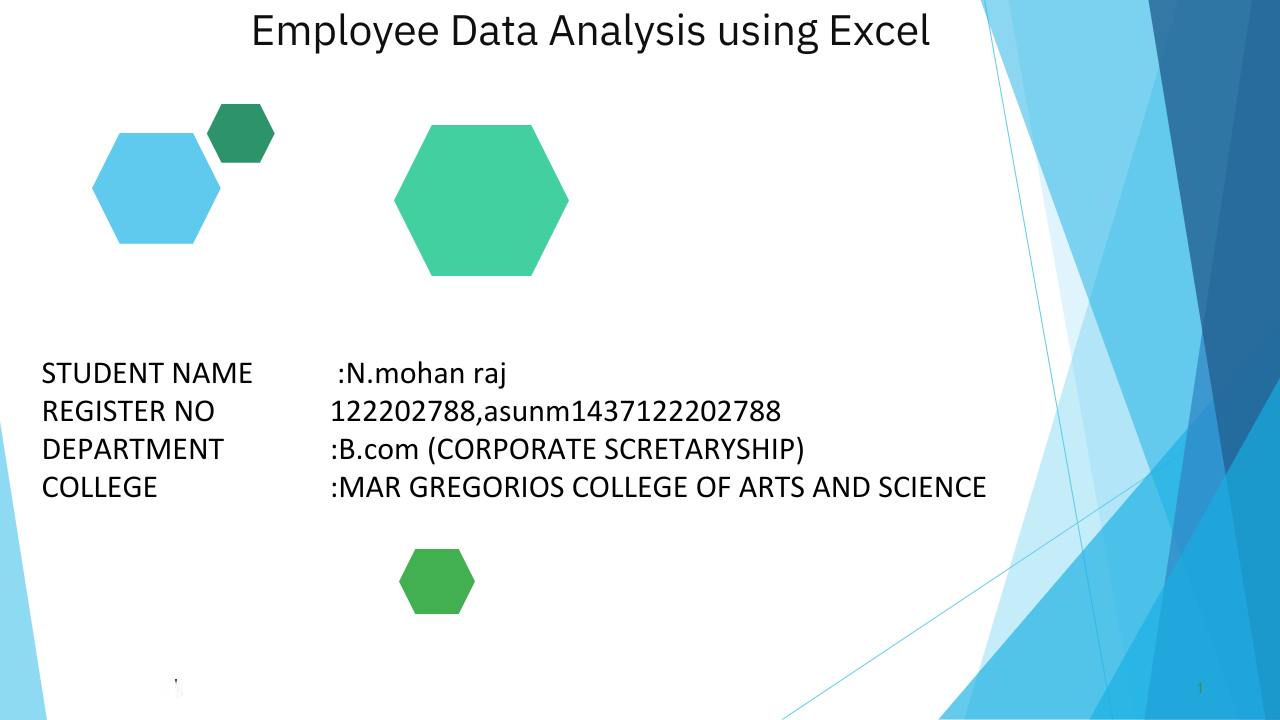 Employee Data Analysis using Excel
STUDENT NAME :N.mohan raj
REGISTER NO 122202788,asunm1437122202788
DEPARTMENT :B.com (CORPORATE SCRETARYSHIP)
COLLEGE :MAR GREGORIOS COLLEGE OF ARTS AND SCIENCE
1